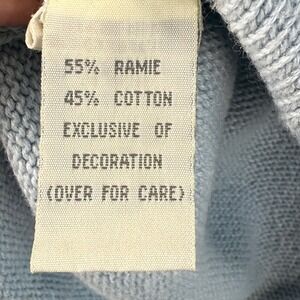 55% RAMIE
45% COTTON
EXCLUSIVE OF
DECORATION
(OVER FOR CARE)